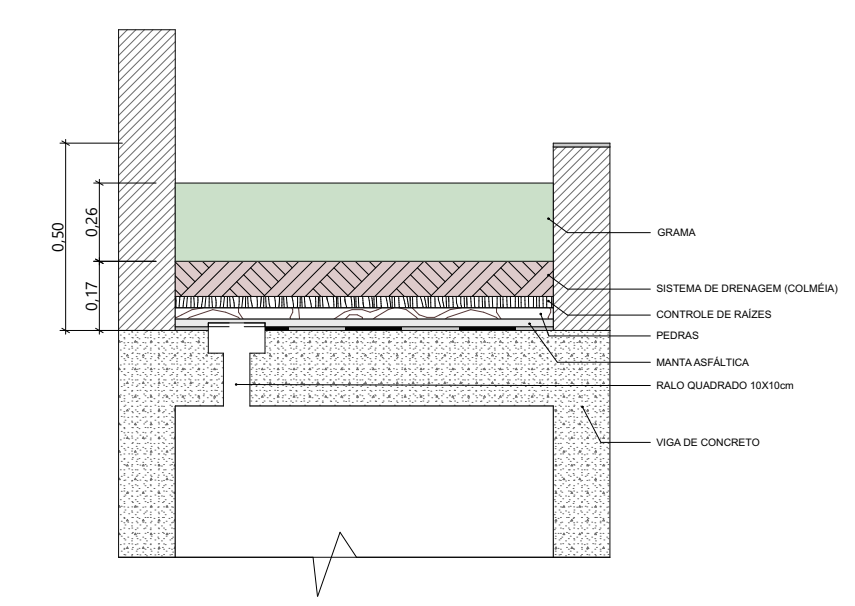 0,50
0,26
0,17
GRAMA
SISTEMA DE DRENAGEM (COLMÉIA)
CONTROLE DE RAÍZES
PEDRAS
MANTA ASFÁLTICA
RALO QUADRADO 10X10cm
VIGA DE CONCRETO